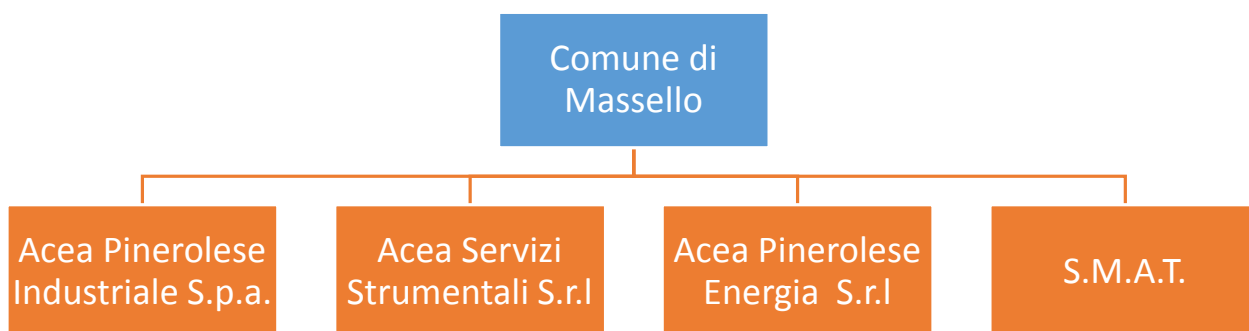 Comune di
Massello
Acea Pinerolese
Industriale S.p.a.
Acea Servizi
Strumentali S.r.l
Acea Pinerolese
Energia S.r.l
S.M.A.T.